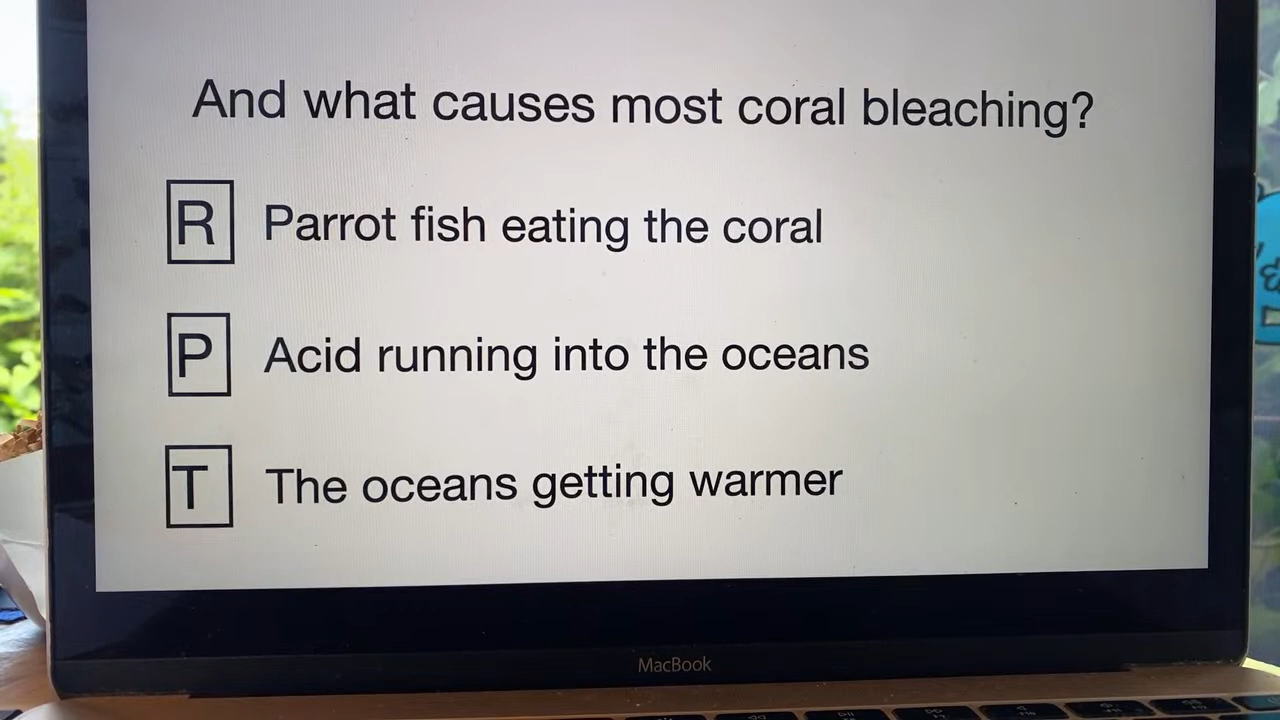 And what causes most coral bleaching?
R Parrot fish eating the coral
P Acid running into the oceans
T The oceans getting warmer
MacBook